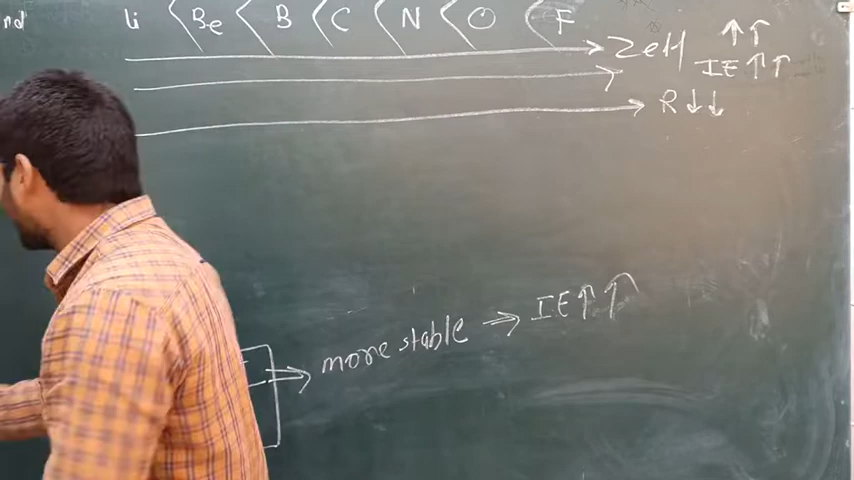 nd Li < Be < B < C < N < O < F
Zeff ↑↑
IE ↑↑
R ↓↓
more stable → IE ↑↑